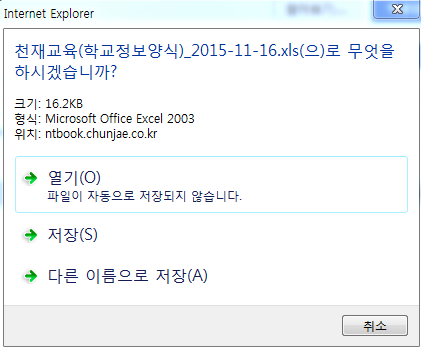 Internet Explorer
천재교육(학교정보양식)_2015-11-16.xls(으)로 무엇을
하시겠습니까?
크기: 16.2KB
형식: Microsoft Office Excel 2003
위치: ntbook.chunjae.co.kr
열기(O)
파일이 자동으로 저장되지 않습니다.
저장(S)
다른 이름으로 저장(A)
취소